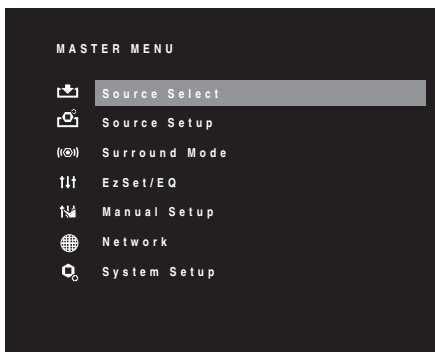 MASTER MENU
Source Select
Source Setup
Surround Mode
EzSet/EQ
Manual Setup
Network
System Setup